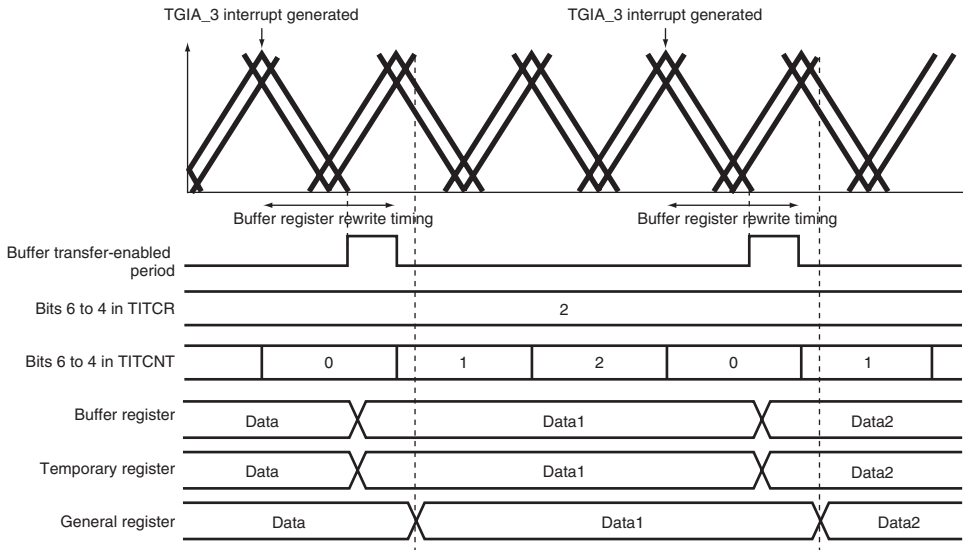 TGIA_3 interrupt generated
TGIA_3 interrupt generated
Buffer register rewrite timing
Buffer register rewrite timing
Buffer transfer-enabled
period
Bits 6 to 4 in TITCR
2
Bits 6 to 4 in TITCNT
0
1
2
0
1
Buffer register
Data
Data1
Data2
Temporary register
Data
Data1
Data2
General register
Data
Data1
Data2